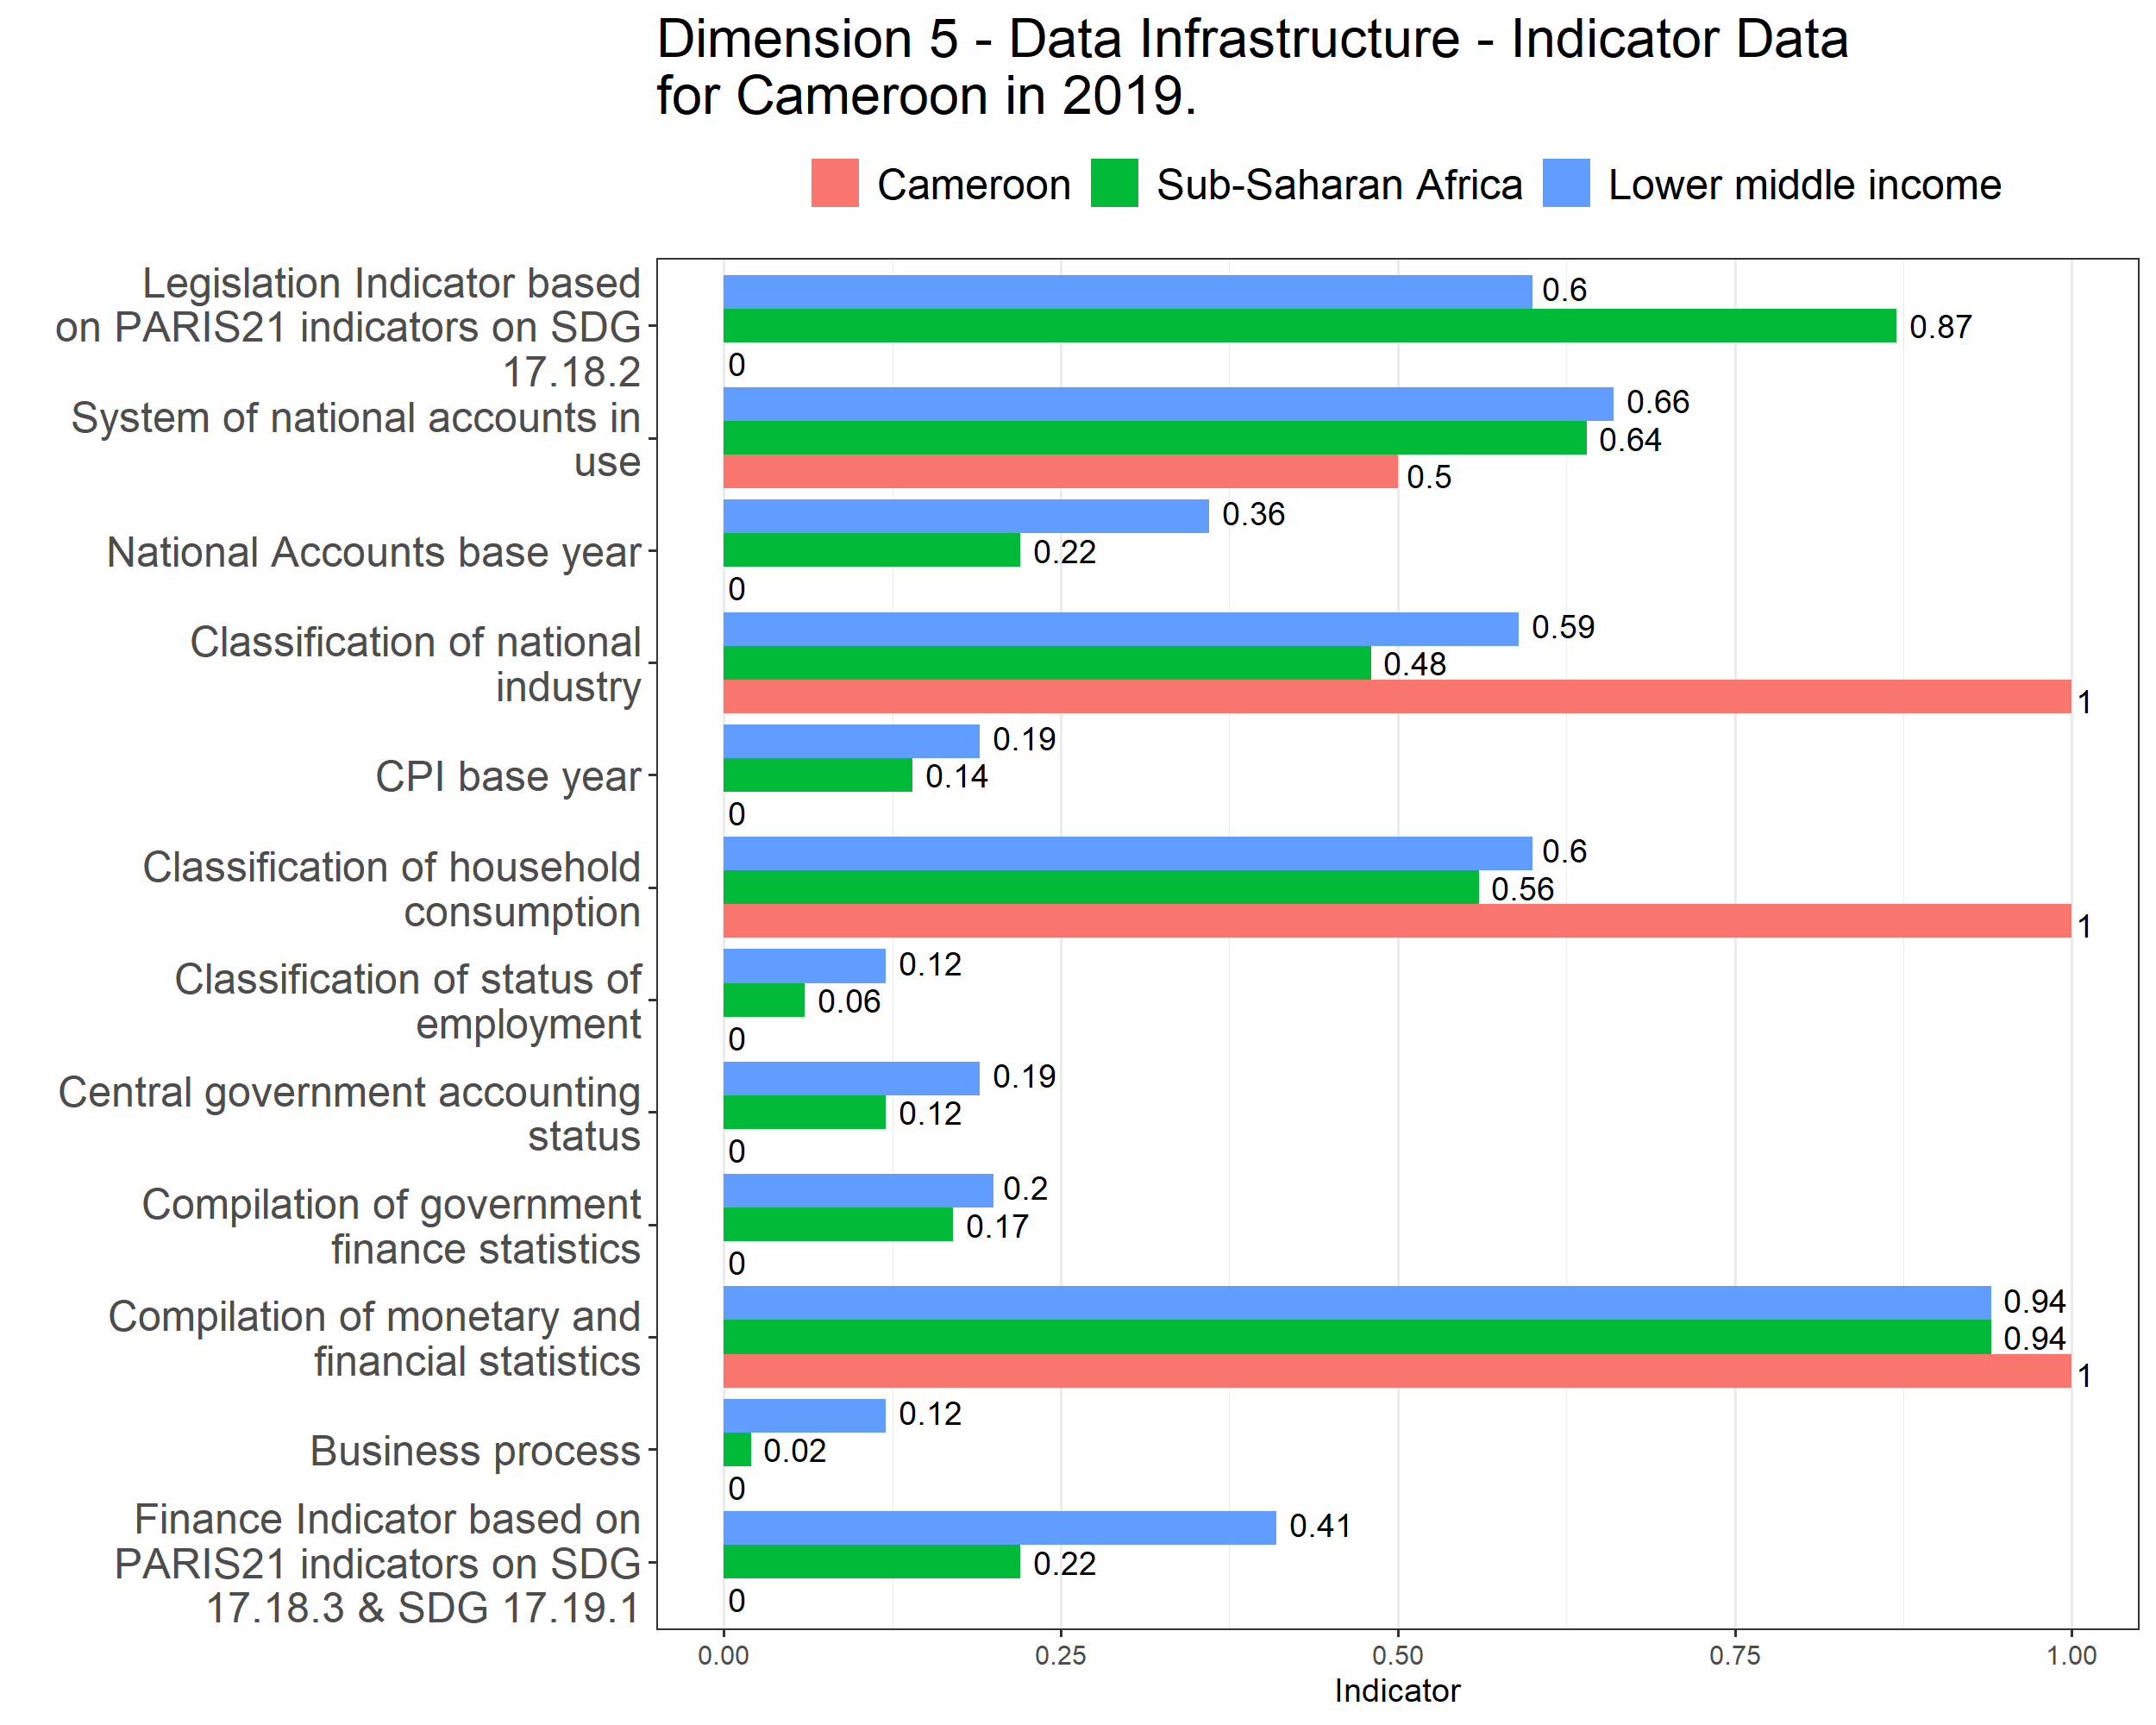 Dimension 5 - Data Infrastructure - Indicator Data
for Cameroon in 2019.
Cameroon Sub-Saharan Africa Lower middle income
Legislation Indicator based
on PARIS21 indicators on SDG
17.18.2
0.6
0.87
0
System of national accounts in
use
0.66
0.64
0.5
National Accounts base year
0.36
0.22
0
Classification of national
industry
0.59
0.48
1
CPI base year
0.19
0.14
0
Classification of household
consumption
0.6
0.56
1
Classification of status of
employment
0.12
0.06
0
Central government accounting
status
0.19
0.12
0
Compilation of government
finance statistics
0.2
0.17
0
Compilation of monetary and
financial statistics
0.94
0.94
1
Business process
0.12
0.02
0
Finance Indicator based on
PARIS21 indicators on SDG
17.18.3 & SDG 17.19.1
0.41
0.22
0
0.00 0.25 0.50 0.75 1.00
Indicator